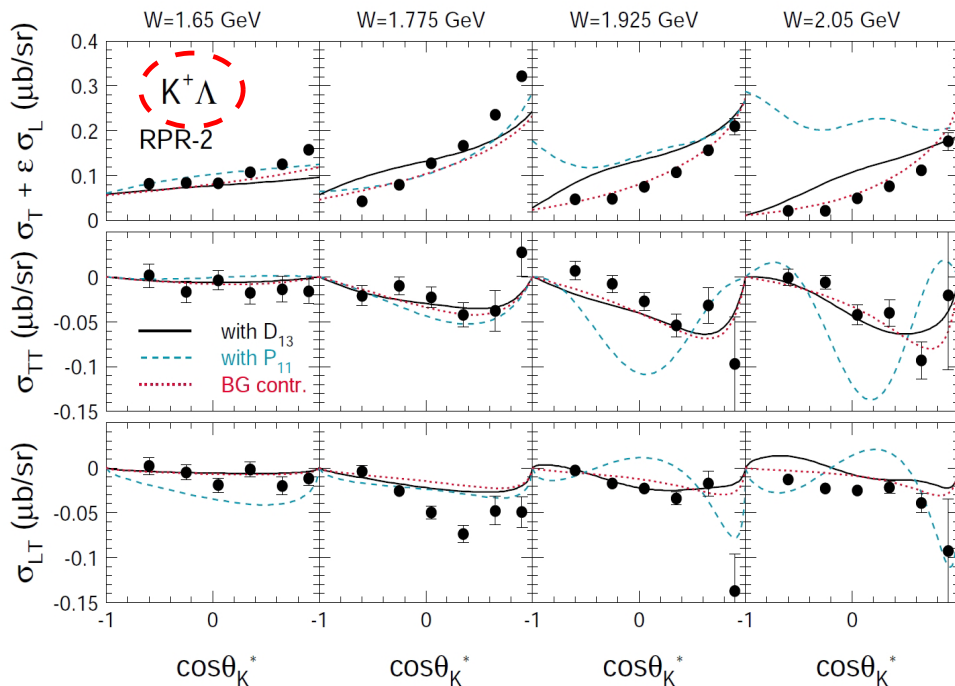 W=1.65 GeV W=1.775 GeV W=1.925 GeV W=2.05 GeV
σT + ε σL (μb/sr)
0.4
0.3
0.2
0.1
0
K+Λ
RPR-2
σTT (μb/sr)
0
-0.05
-0.1
-0.15
with D13
with P11
BG contr.
σLT (μb/sr)
0
-0.05
-0.1
-0.15
-1 0 -1 0 -1 0 -1 0
cosθK* cosθK* cosθK* cosθK*